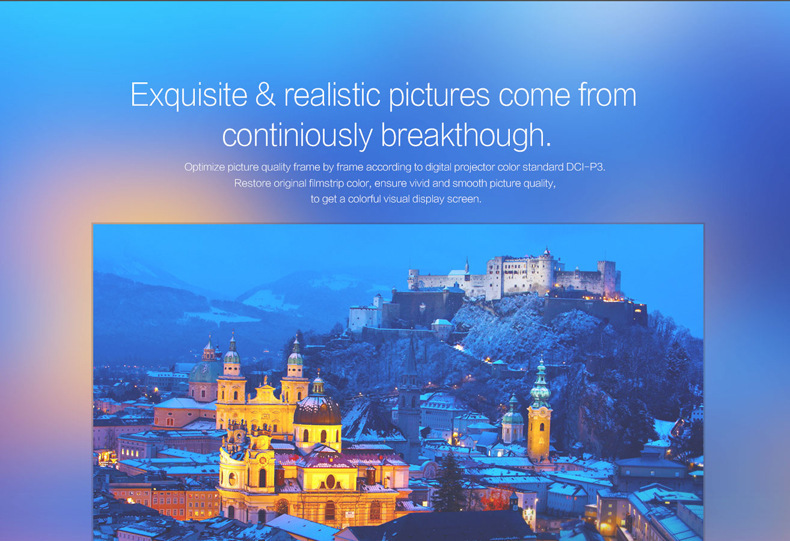 Exquisite & realistic pictures come from
continiously breakthough.
Optimize picture quality frame by frame according to digital projector color standard DCI-P3.
Restore original filmstrip color, ensure vivid and smooth picture quality,
to get a colorful visual display screen.